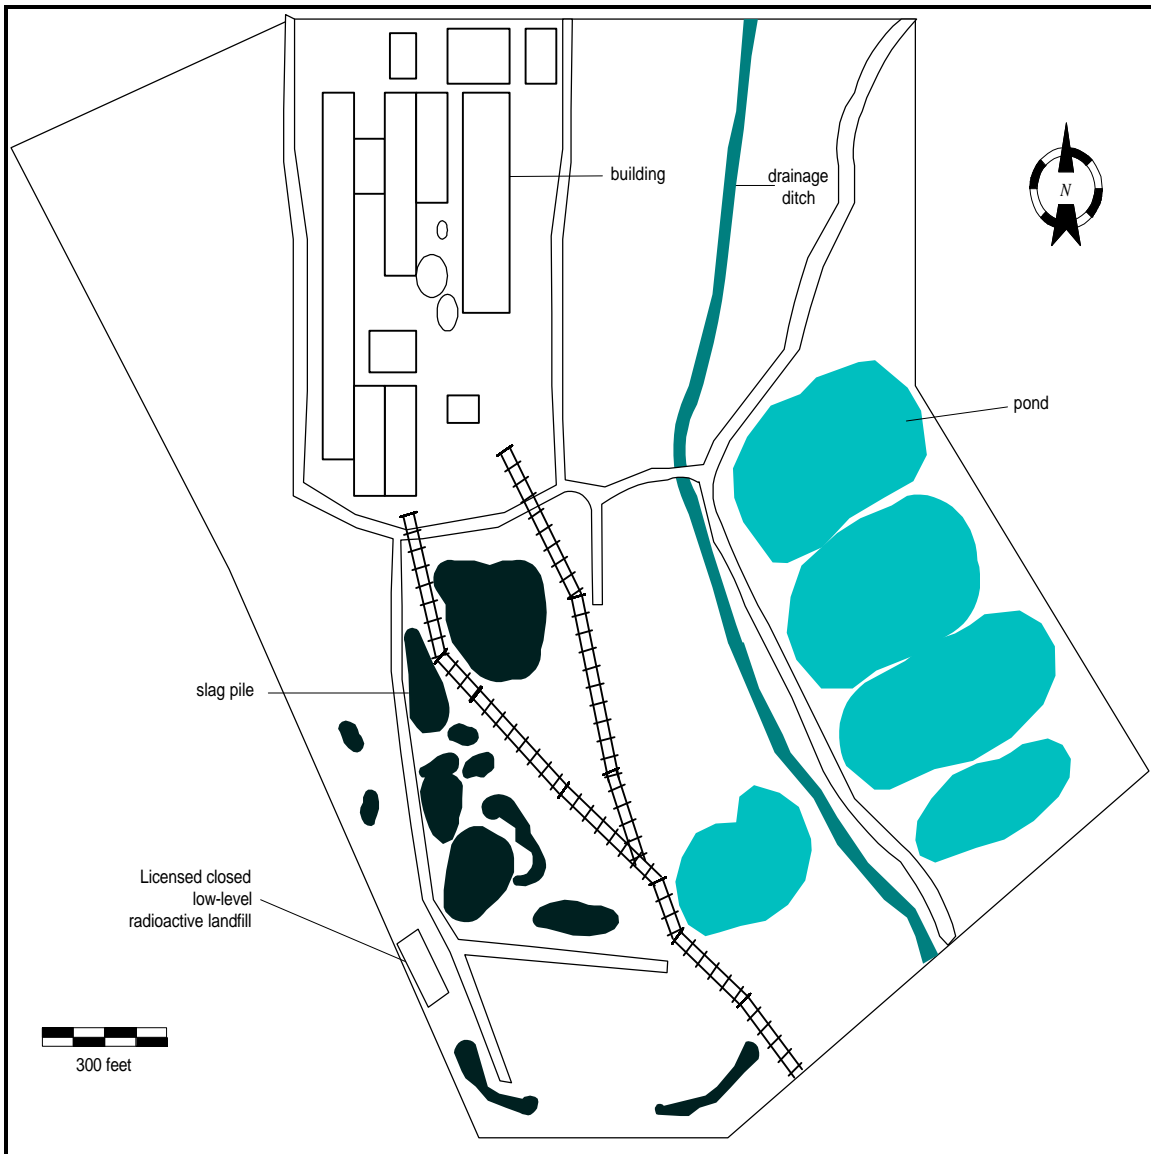 building
drainage
ditch
N
pond
slag pile
Licensed closed
low-level
radioactive landfill
300 feet